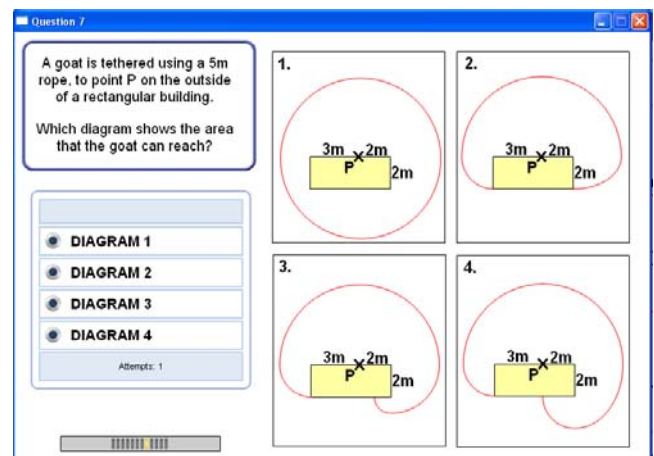 Question 7
A goat is tethered using a 5m
rope, to point P on the outside
of a rectangular building.
Which diagram shows the area
that the goat can reach?
DIAGRAM 1
DIAGRAM 2
DIAGRAM 3
DIAGRAM 4
Attempts: 1
1.
3m 2m
P
2m
2.
3m 2m
P
2m
3.
3m 2m
P
2m
4.
3m 2m
P
2m